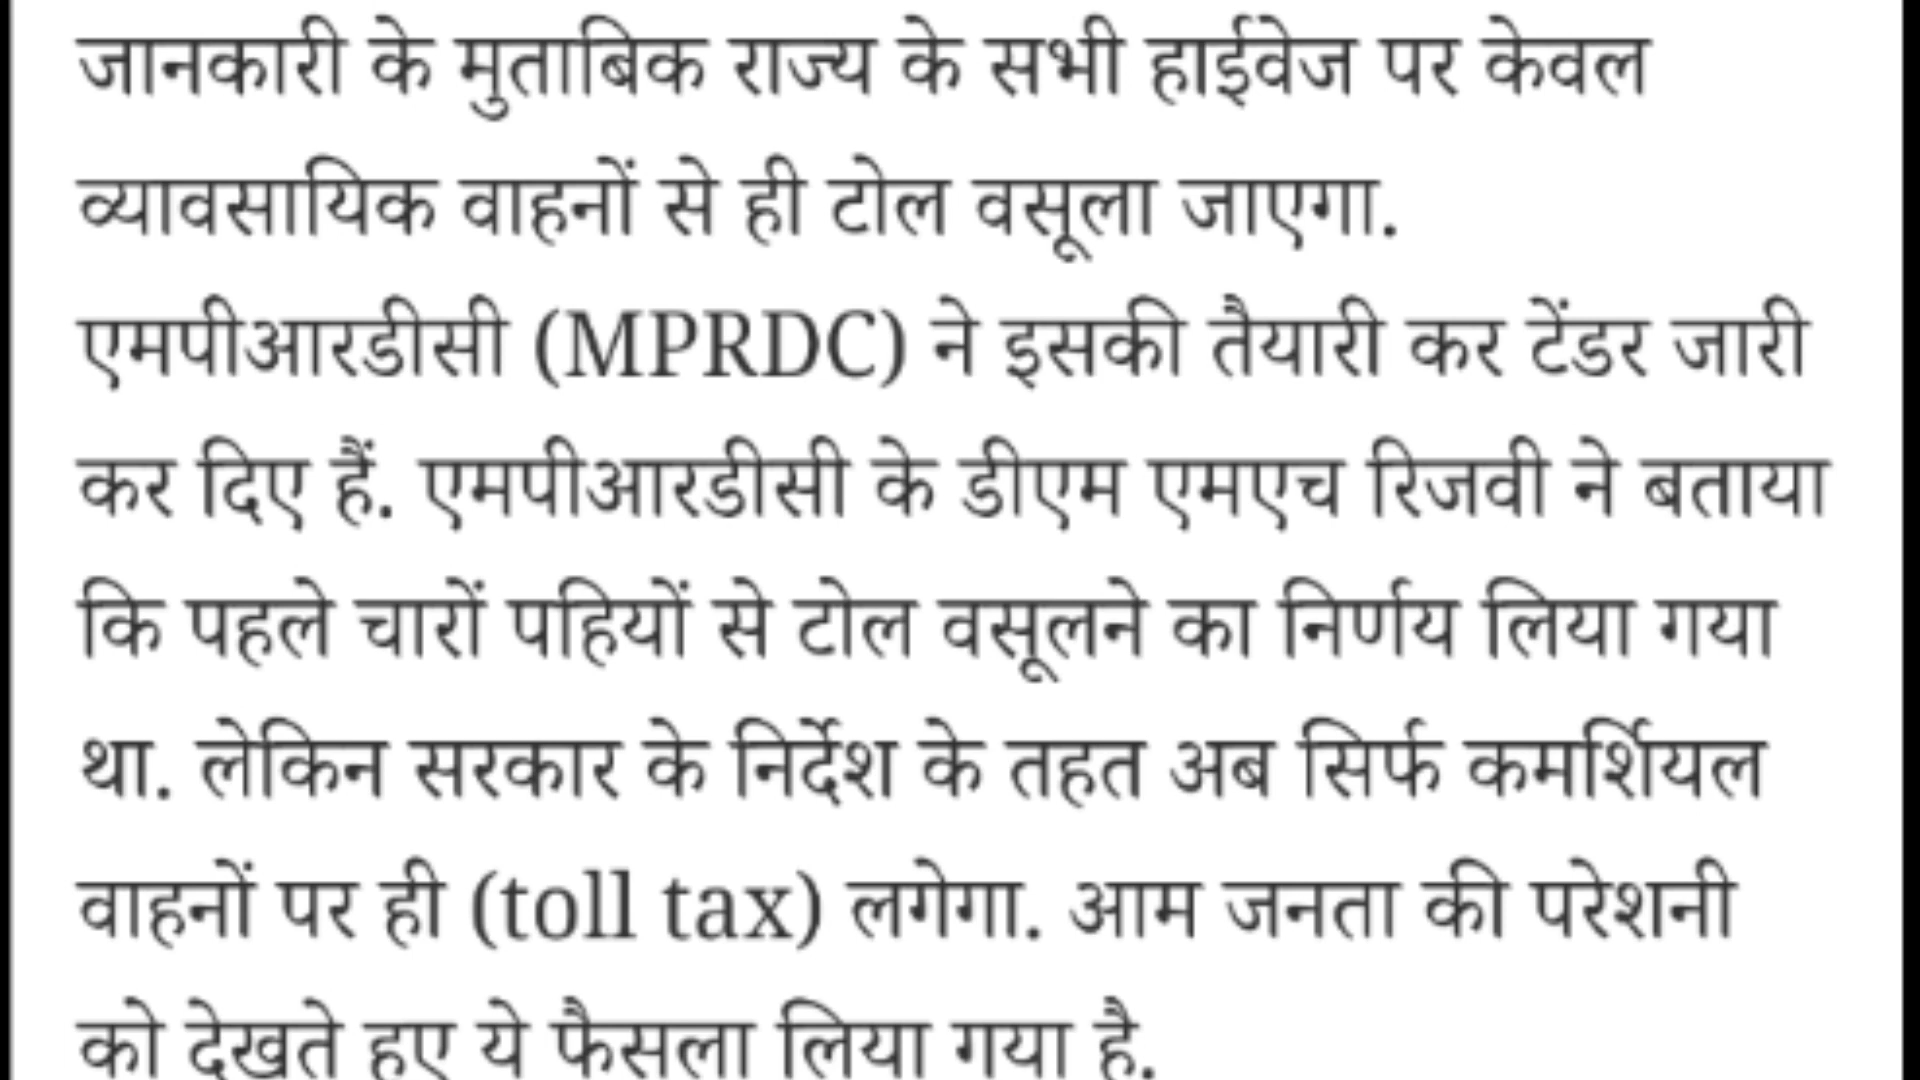 जानकारी के मुताबिक राज्य के सभी हाईवेज पर केवल
व्यावसायिक वाहनों से ही टोल वसूला जाएगा.
एमपीआरडीसी (MPRDC) ने इसकी तैयारी कर टेंडर जारी
कर दिए हैं. एमपीआरडीसी के डीएम एमएच रिजवी ने बताया
कि पहले चारों पहियों से टोल वसूलने का निर्णय लिया गया
था. लेकिन सरकार के निर्देश के तहत अब सिर्फ कमर्शियल
वाहनों पर ही (toll tax) लगेगा. आम जनता की परेशनी
को देखते हुए ये फैसला लिया गया है.